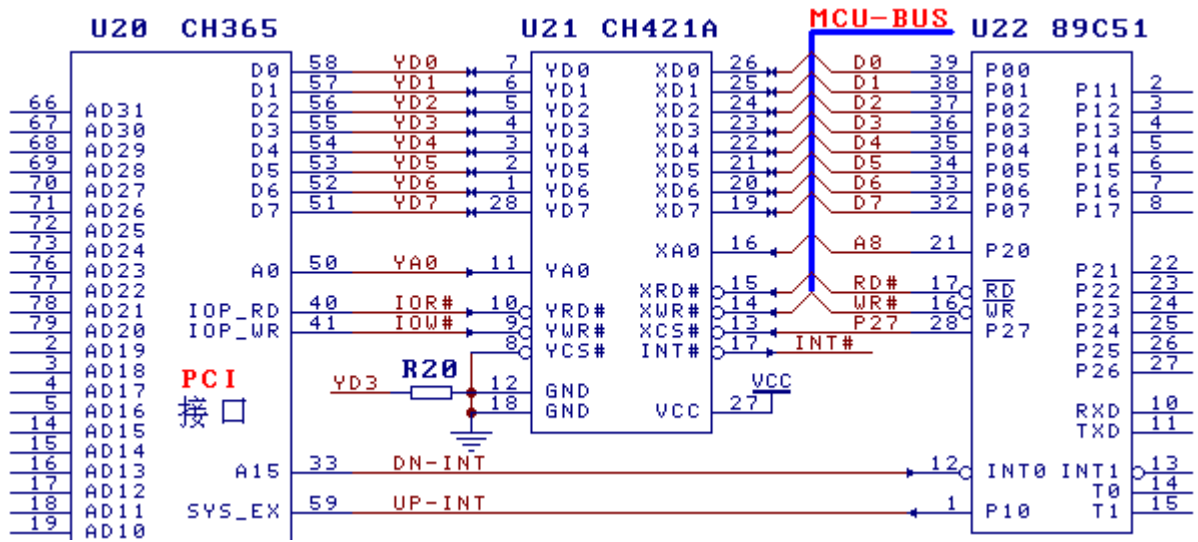 U20 CH365 U21 CH421A MCU-BUS U22 89C51
D0 58 YD0 7 YD0 XD0 26 D0 39 P00
D1 57 YD1 6 YD1 XD1 25 D1 38 P01 P11 2
66 AD31 D2 56 YD2 5 YD2 XD2 24 D2 37 P02 P12 3
67 AD30 D3 55 YD3 4 YD3 XD3 23 D3 36 P03 P13 4
68 AD29 D4 54 YD4 3 YD4 XD4 22 D4 35 P04 P14 5
69 AD28 D5 53 YD5 2 YD5 XD5 21 D5 34 P05 P15 6
70 AD27 D6 52 YD6 1 YD6 XD6 20 D6 33 P06 P16 7
71 AD26 D7 51 YD7 28 YD7 XD7 19 D7 32 P07 P17 8
72 AD25
73 AD24 XA0 16 A8 21 P20
76 AD23 A0 50 YA0 11 YA0 P21 22
77 AD22 XRD# 15 RD# 17 RD P22 23
78 AD21 IOP_RD 40 IOR# 10 YRD# XWR# 14 WR# 16 WR P23 24
79 AD20 IOP_WR 41 IOW# 9 YWR# XCS# 13 P27 28 P27 P24 25
2 AD19 8 YCS# INT# 17 INT# P25 26
3 AD18 P26 27
4 AD17 PCI YD3 R20 12 GND VCC
5 AD16 接口 18 GND VCC 27 RXD 10
14 AD15 TXD 11
15 AD14
16 AD13 A15 33 DN-INT 12 INT0 INT1 13
17 AD12 T0 14
18 AD11 SYS_EX 59 UP-INT 1 P10 T1 15
19 AD10